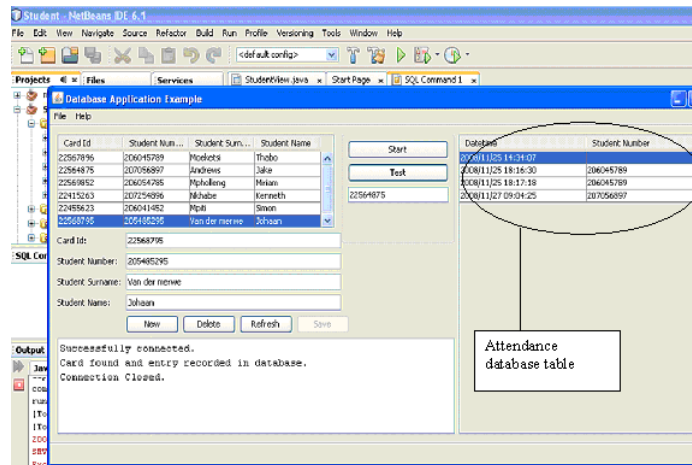 Student - NetBeans IDE 6.1
File Edit View Navigate Source Refactor Build Run Profile Versioning Tools Window Help
<default config>
Projects Files Services StudentView.java x Start Page x SQL Command 1 x
Database Application Example
File Help
Card Id Student Num... Student Surn... Student Name
22567896 206045789 Moeketsi Thabo
22564875 207056897 Andrews Jake
22569852 206054785 Mpholleng Miriam
22415263 207254896 Nkhabe Kenneth
22455623 206041452 Mpiti Simon
22568795 205485295 Van der merwe Johaan
Start
Test
22564875
Datetime Student Number
2008/11/25 14:34:07
2008/11/25 18:16:30 206045789
2008/11/25 18:17:18 206045789
2008/11/27 09:04:25 207056897
Card Id: 22568795
Student Number: 205485295
Student Surname: Van der merwe
Student Name: Johaan
New Delete Refresh Save
SQL Con
Output
Successfully connected.
Card found and entry recorded in database.
Connection Closed.
Attendance
database table
Jav
run
[To
[To